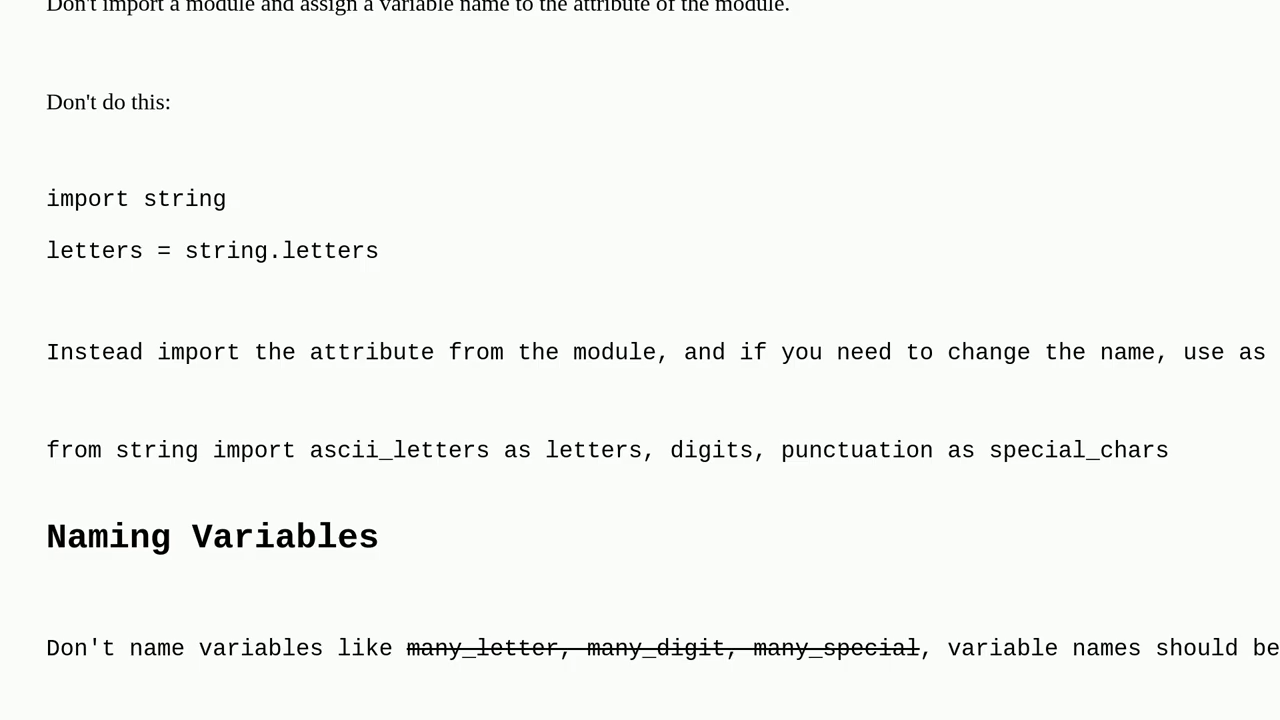 Don't import a module and assign a variable name to the attribute of the module.
Don't do this:
import string
letters = string.letters
Instead import the attribute from the module, and if you need to change the name, use as
from string import ascii_letters as letters, digits, punctuation as special_chars
Naming Variables
Don't name variables like many_letter, many_digit, many_special, variable names should be